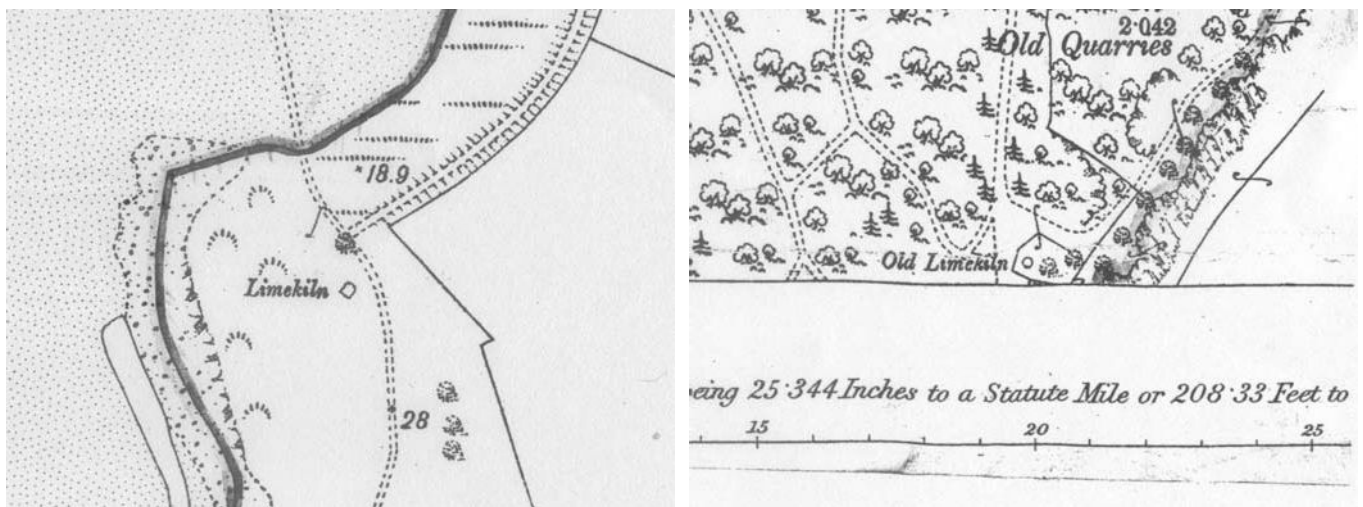 18.9
Limekiln
28
2·042
Old Quarries
Old Limekiln
eing 25·344 Inches to a Statute Mile or 208·33 Feet to
15 20 25